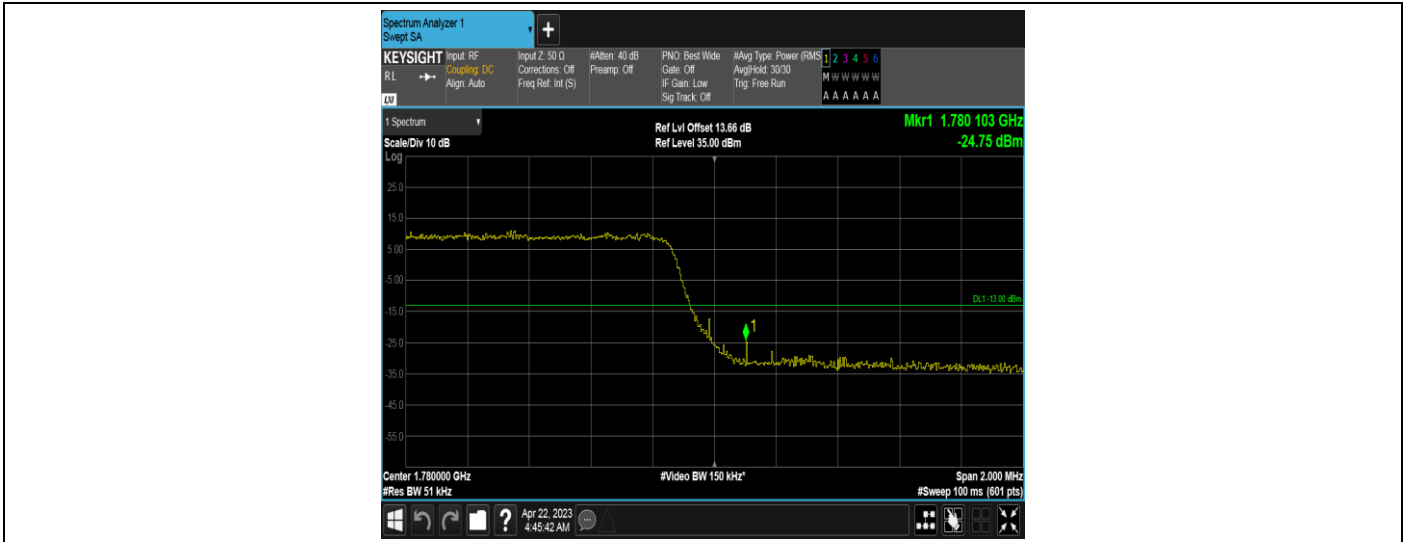 Spectrum Analyzer 1
Swept SA
+
KEYSIGHT
RL
LXI
Input: RF
Coupling: DC
Align: Auto
Input Z: 50 Ω
Corrections: Off
Freq Ref: Int (S)
#Atten: 40 dB
Preamp: Off
PNO: Best Wide
Gate: Off
IF Gain: Low
Sig Track: Off
#Avg Type: Power (RMS
Avg|Hold: 30/30
Trig: Free Run
1 2 3 4 5 6
M W W W W W
A A A A A A
1 Spectrum
Scale/Div 10 dB
Log
Ref Lvl Offset 13.66 dB
Ref Level 35.00 dBm
Mkr1 1.780 103 GHz
-24.75 dBm
25.0
15.0
5.00
-5.00
DL1 -13.00 dBm
-15.0
1
-25.0
-35.0
-45.0
-55.0
Center 1.780000 GHz
#Res BW 51 kHz
#Video BW 150 kHz*
Span 2.000 MHz
#Sweep 100 ms (601 pts)
?
Apr 22, 2023
4:45:42 AM